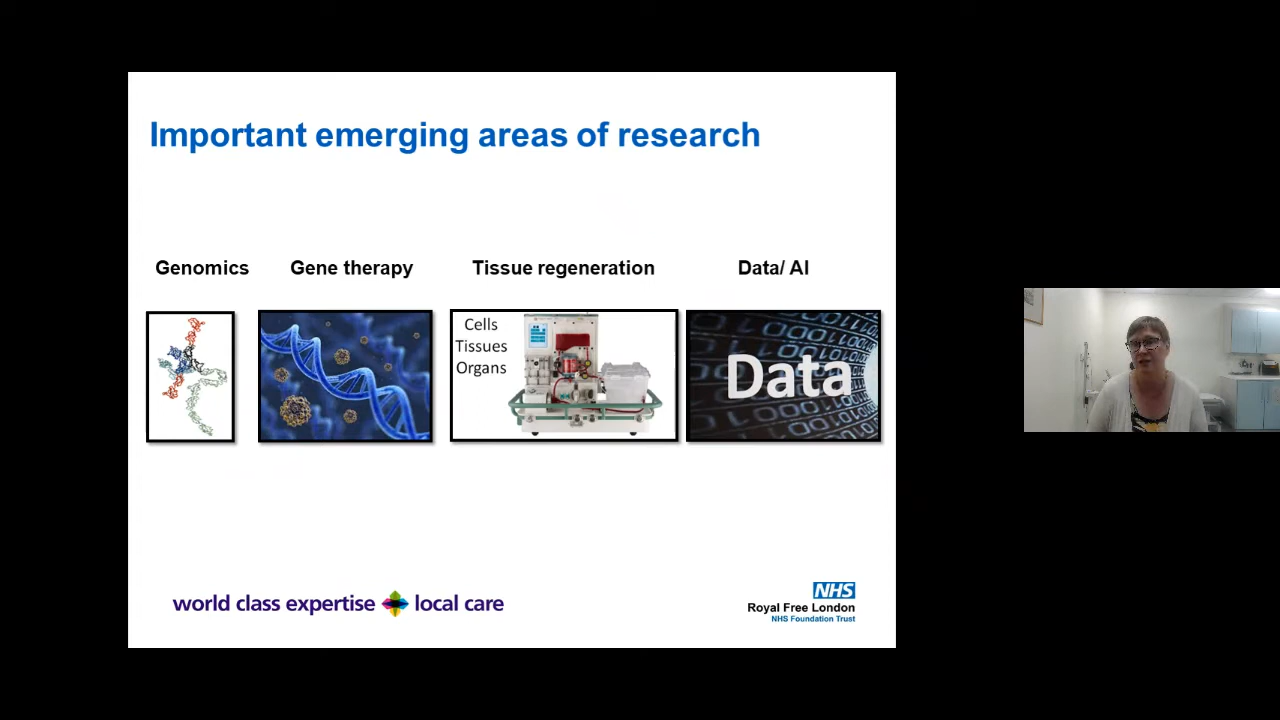 Important emerging areas of research
Genomics
Gene therapy
Tissue regeneration
Data/ AI
Cells
Tissues
Organs
Data
world class expertise local care
NHS
Royal Free London
NHS Foundation Trust